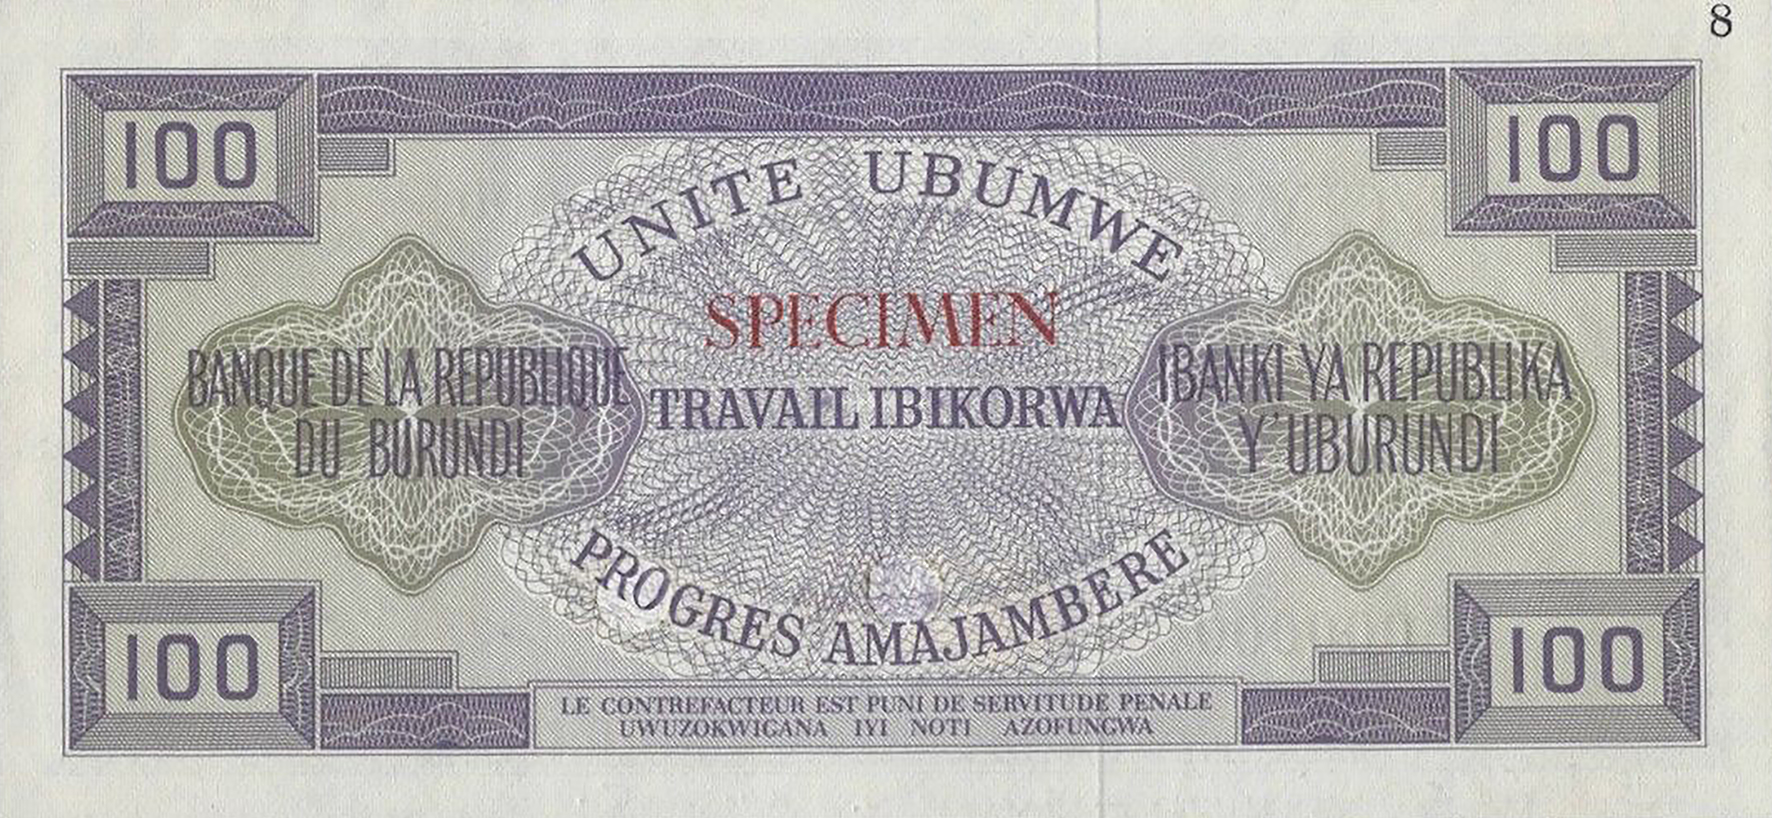 8
100
100
UNITE UBUMWE
SPECIMEN
BANQUE DE LA REPUBLIQUE
DU BURUNDI
TRAVAIL IBIKORWA
IBANKI YA REPUBLIKA
Y'UBURUNDI
PROGRES AMAJAMBERE
100
100
LE CONTREFACTEUR EST PUNI DE SERVITUDE PENALE
UWUZOKWIGANA IYI NOTI AZOFUNGWA